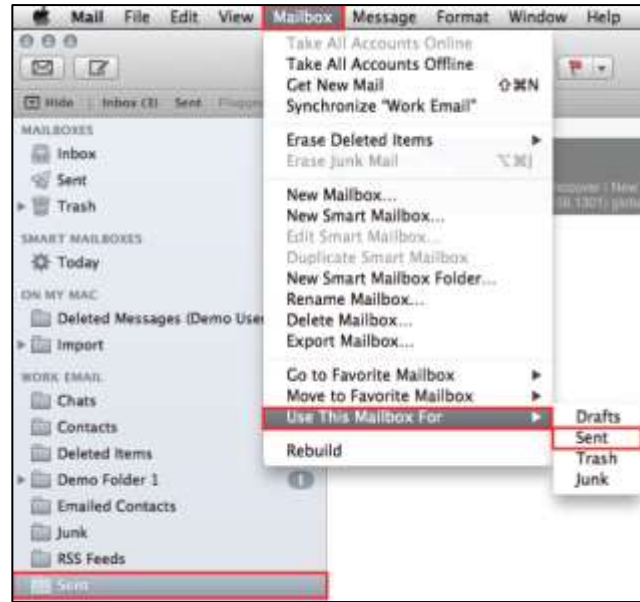 Mail File Edit View Mailbox Message Format Window Help
Hide Inbox (3) Sent
MAILBOXES
Inbox
Sent
Trash
SMART MAILBOXES
Today
ON MY MAC
Deleted Messages (Demo User
Import
WORK EMAIL
Chats
Contacts
Deleted Items
Demo Folder 1 1
Emailed Contacts
Junk
RSS Feeds
Sent
Take All Accounts Online
Take All Accounts Offline
Get New Mail ⇧⌘N
Synchronize "Work Email"
Erase Deleted Items
Erase Junk Mail ⌥⌘J
New Mailbox...
New Smart Mailbox...
Edit Smart Mailbox...
Duplicate Smart Mailbox
New Smart Mailbox Folder...
Rename Mailbox...
Delete Mailbox...
Export Mailbox...
Go to Favorite Mailbox
Move to Favorite Mailbox
Use This Mailbox For
Rebuild
Drafts
Sent
Trash
Junk